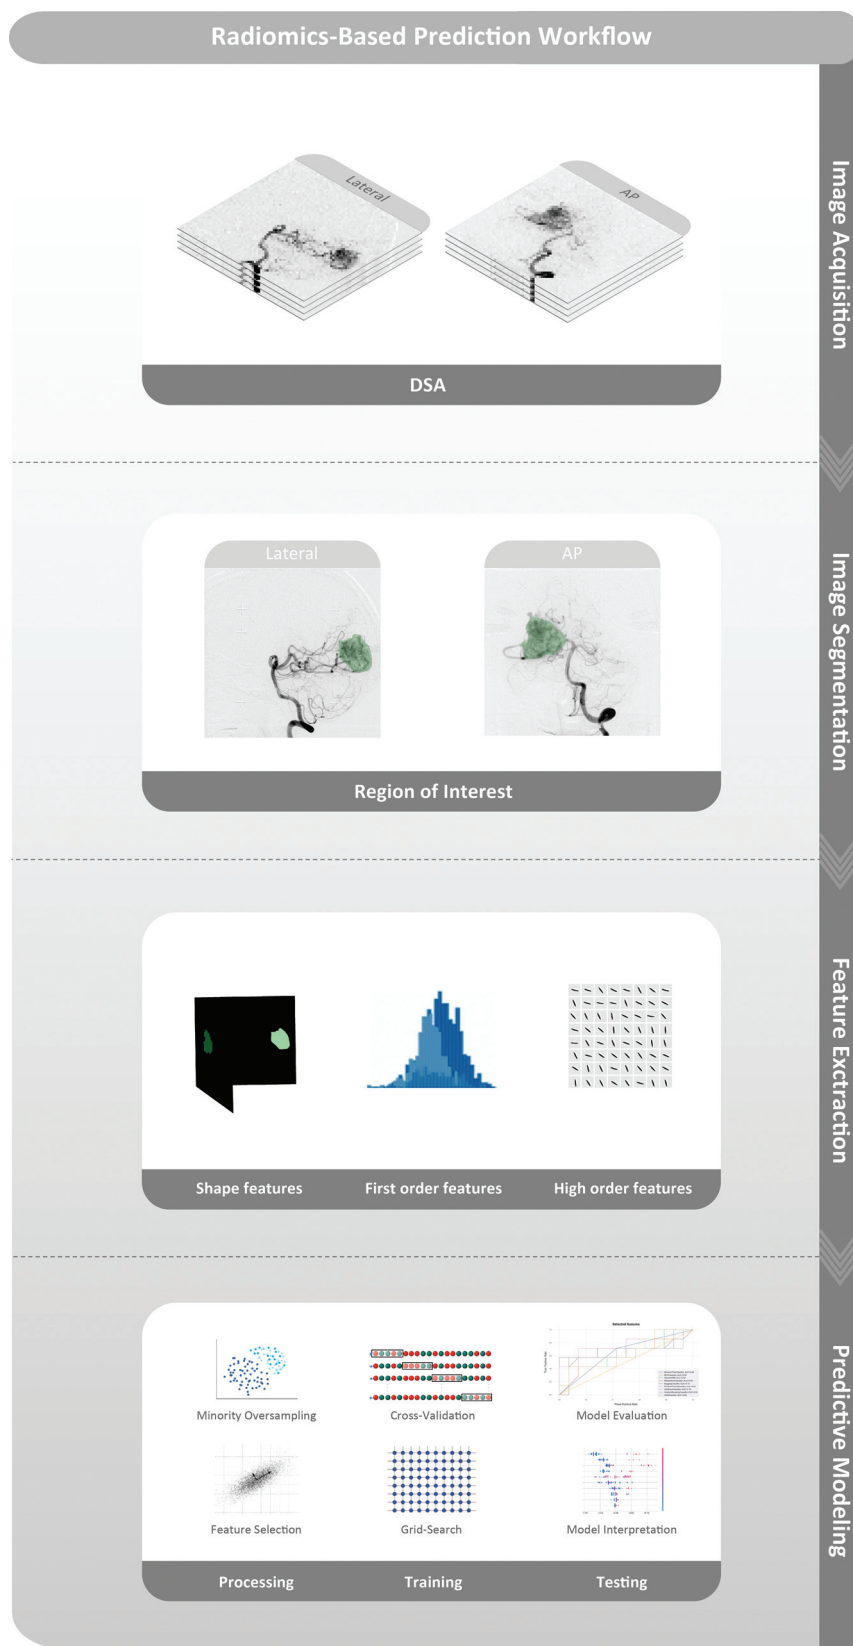 Radiomics-Based Prediction Workflow
Image Acquisition
Lateral
AP
DSA
Image Segmentation
Lateral
AP
Region of Interest
Feature Exctraction
Shape features
First order features
High order features
Predictive Modeling
Minority Oversampling
Cross-Validation
Model Evaluation
Feature Selection
Grid-Search
Model Interpretation
Processing
Training
Testing